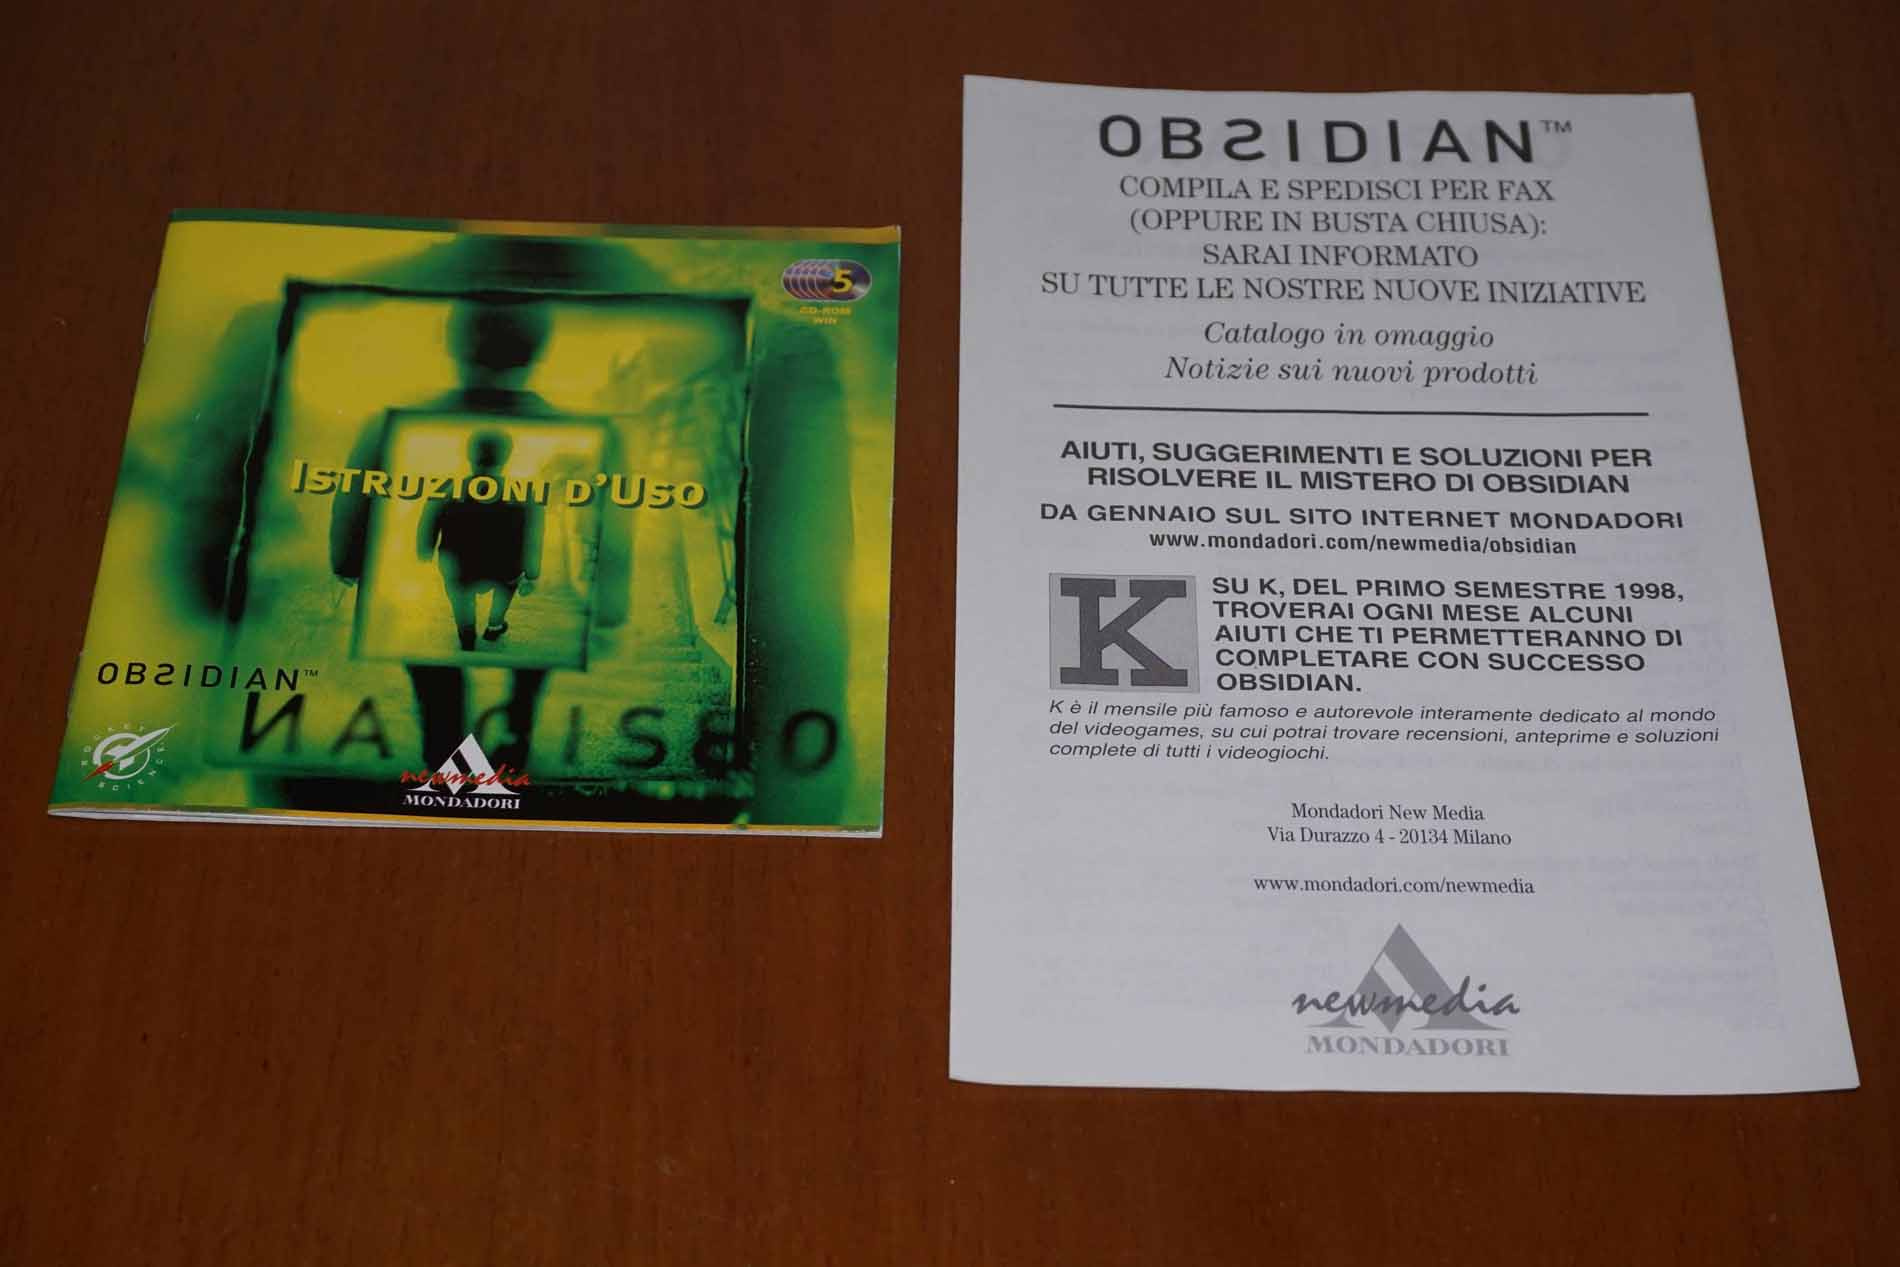 5
CD-ROM
WIN
ISTRUZIONI D'USO
OBSIDIAN™
NARCISSO
ROCKET
SCIENCE
newmedia
MONDADORI
OBSIDIAN™
COMPILA E SPEDISCI PER FAX
(OPPURE IN BUSTA CHIUSA):
SARAI INFORMATO
SU TUTTE LE NOSTRE NUOVE INIZIATIVE
Catalogo in omaggio
Notizie sui nuovi prodotti
AIUTI, SUGGERIMENTI E SOLUZIONI PER
RISOLVERE IL MISTERO DI OBSIDIAN
DA GENNAIO SUL SITO INTERNET MONDADORI
www.mondadori.com/newmedia/obsidian
K
SU K, DEL PRIMO SEMESTRE 1998,
TROVERAI OGNI MESE ALCUNI
AIUTI CHE TI PERMETTERANNO DI
COMPLETARE CON SUCCESSO
OBSIDIAN.
K è il mensile più famoso e autorevole interamente dedicato al mondo
del videogames, su cui potrai trovare recensioni, anteprime e soluzioni
complete di tutti i videogiochi.
Mondadori New Media
Via Durazzo 4 - 20134 Milano
www.mondadori.com/newmedia
newmedia
MONDADORI